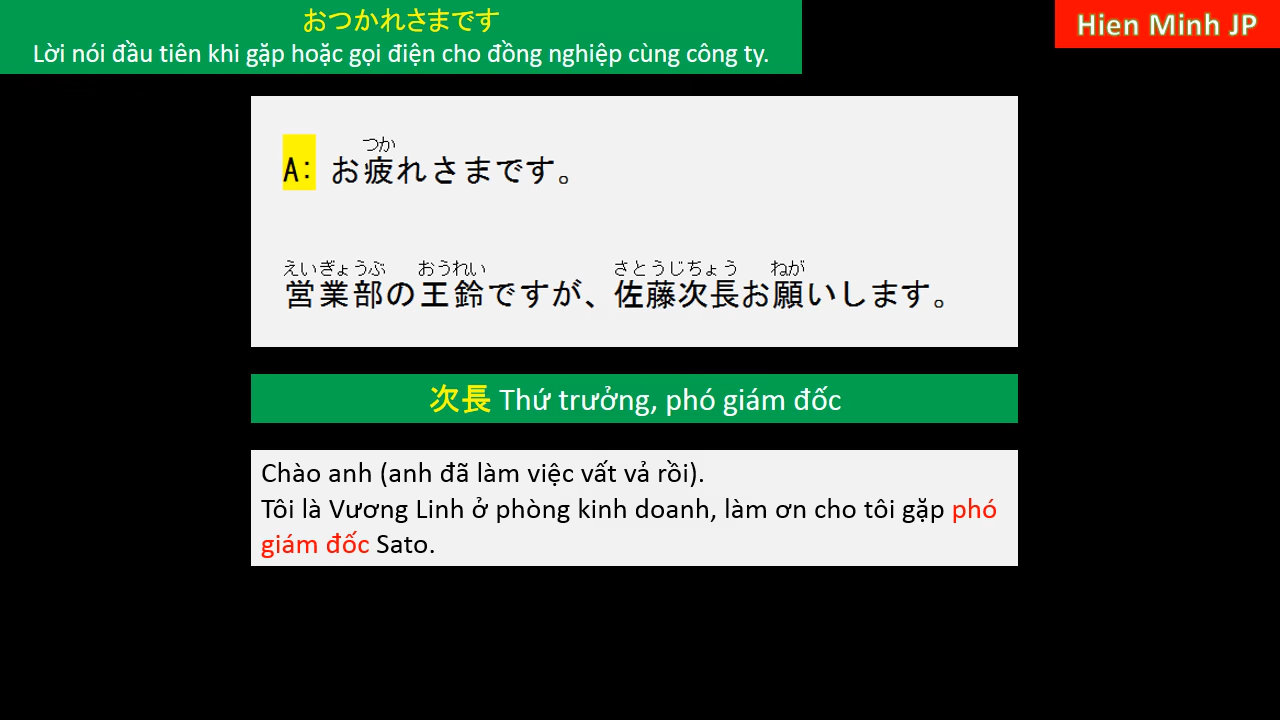 おつかれさまです
Lời nói đầu tiên khi gặp hoặc gọi điện cho đồng nghiệp cùng công ty.
Hien Minh JP
つか
A: お疲れさまです。
えいぎょうぶ おうれい さとうじちょう ねが
営業部の王鈴ですが、佐藤次長お願いします。
次長 Thứ trưởng, phó giám đốc
Chào anh (anh đã làm việc vất vả rồi).
Tôi là Vương Linh ở phòng kinh doanh, làm ơn cho tôi gặp phó
giám đốc Sato.